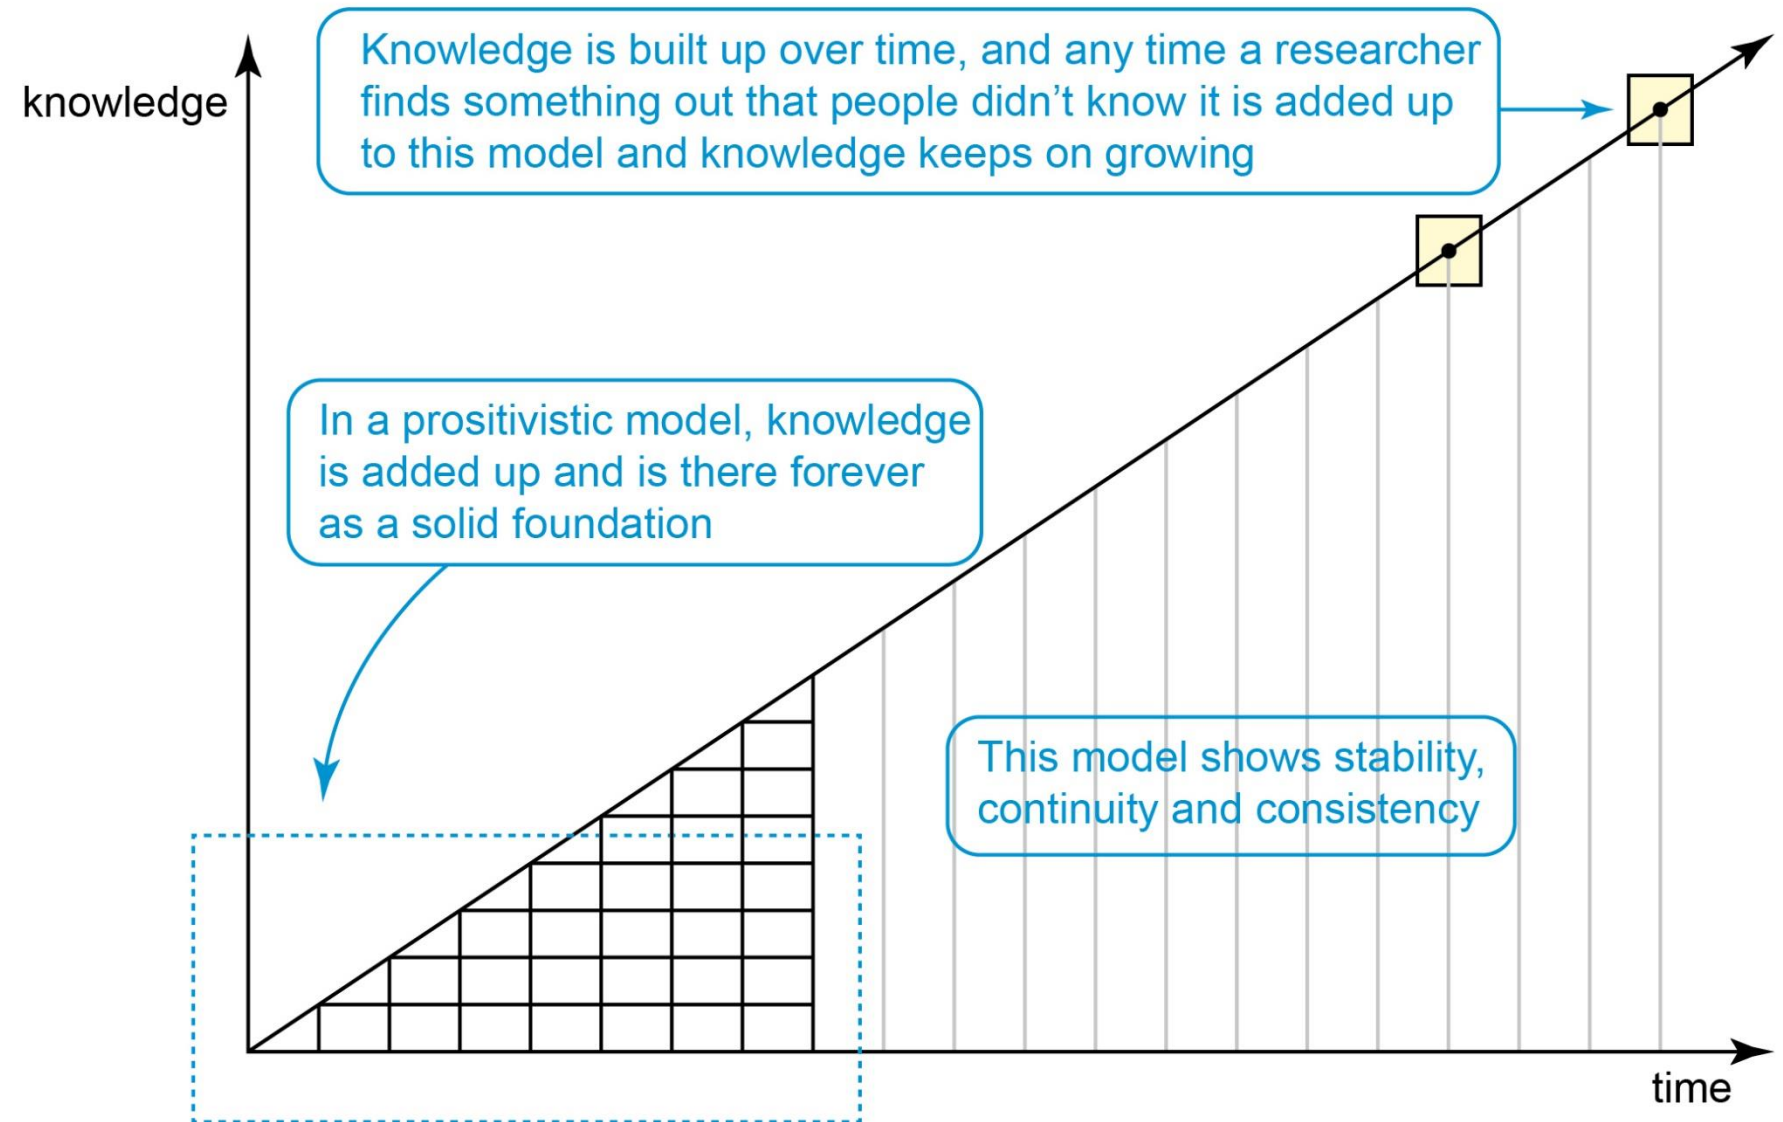 knowledge
Knowledge is built up over time, and any time a researcher
finds something out that people didn't know it is added up
to this model and knowledge keeps on growing
In a prositivistic model, knowledge
is added up and is there forever
as a solid foundation
This model shows stability,
continuity and consistency
time